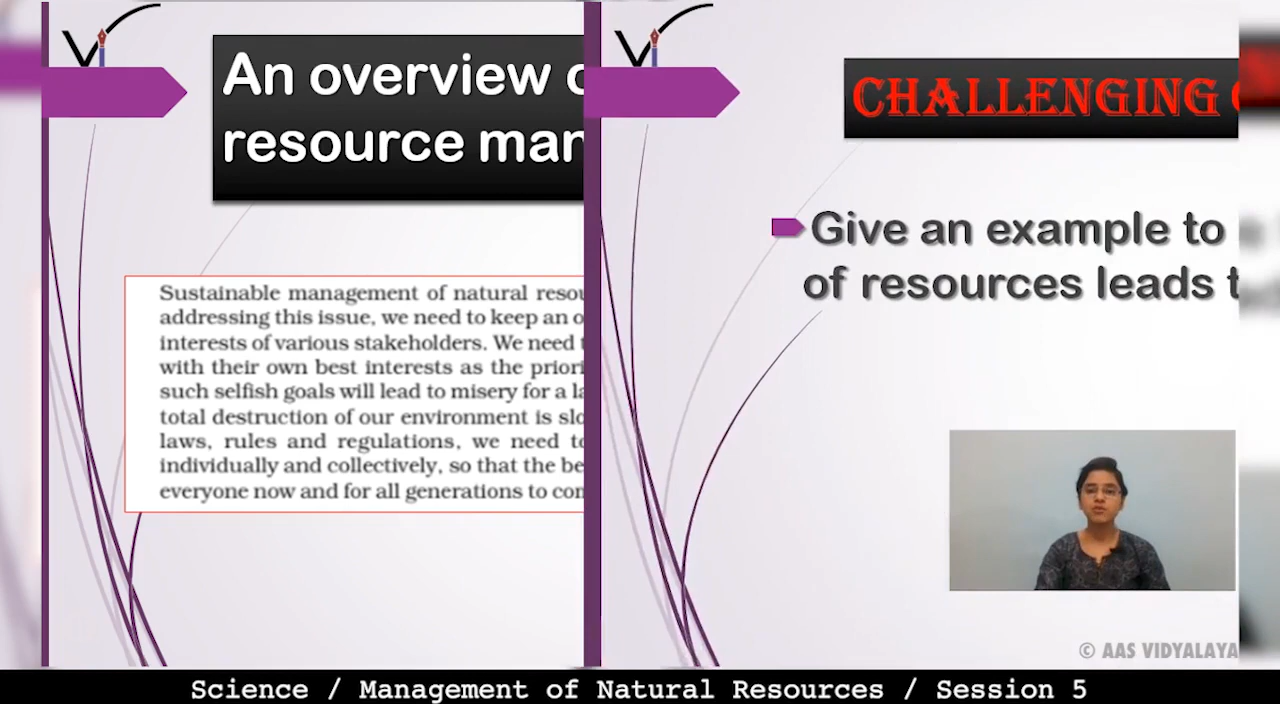 An overview
resource man
Sustainable management of natural resou
addressing this issue, we need to keep an o
interests of various stakeholders. We need
with their own best interests as the priori
such selfish goals will lead to misery for a la
total destruction of our environment is slo
laws, rules and regulations, we need to
individually and collectively, so that the be
everyone now and for all generations to con
CHALLENGING
Give an example to
of resources leads t
© AAS VIDYALAYA
Science / Management of Natural Resources / Session 5